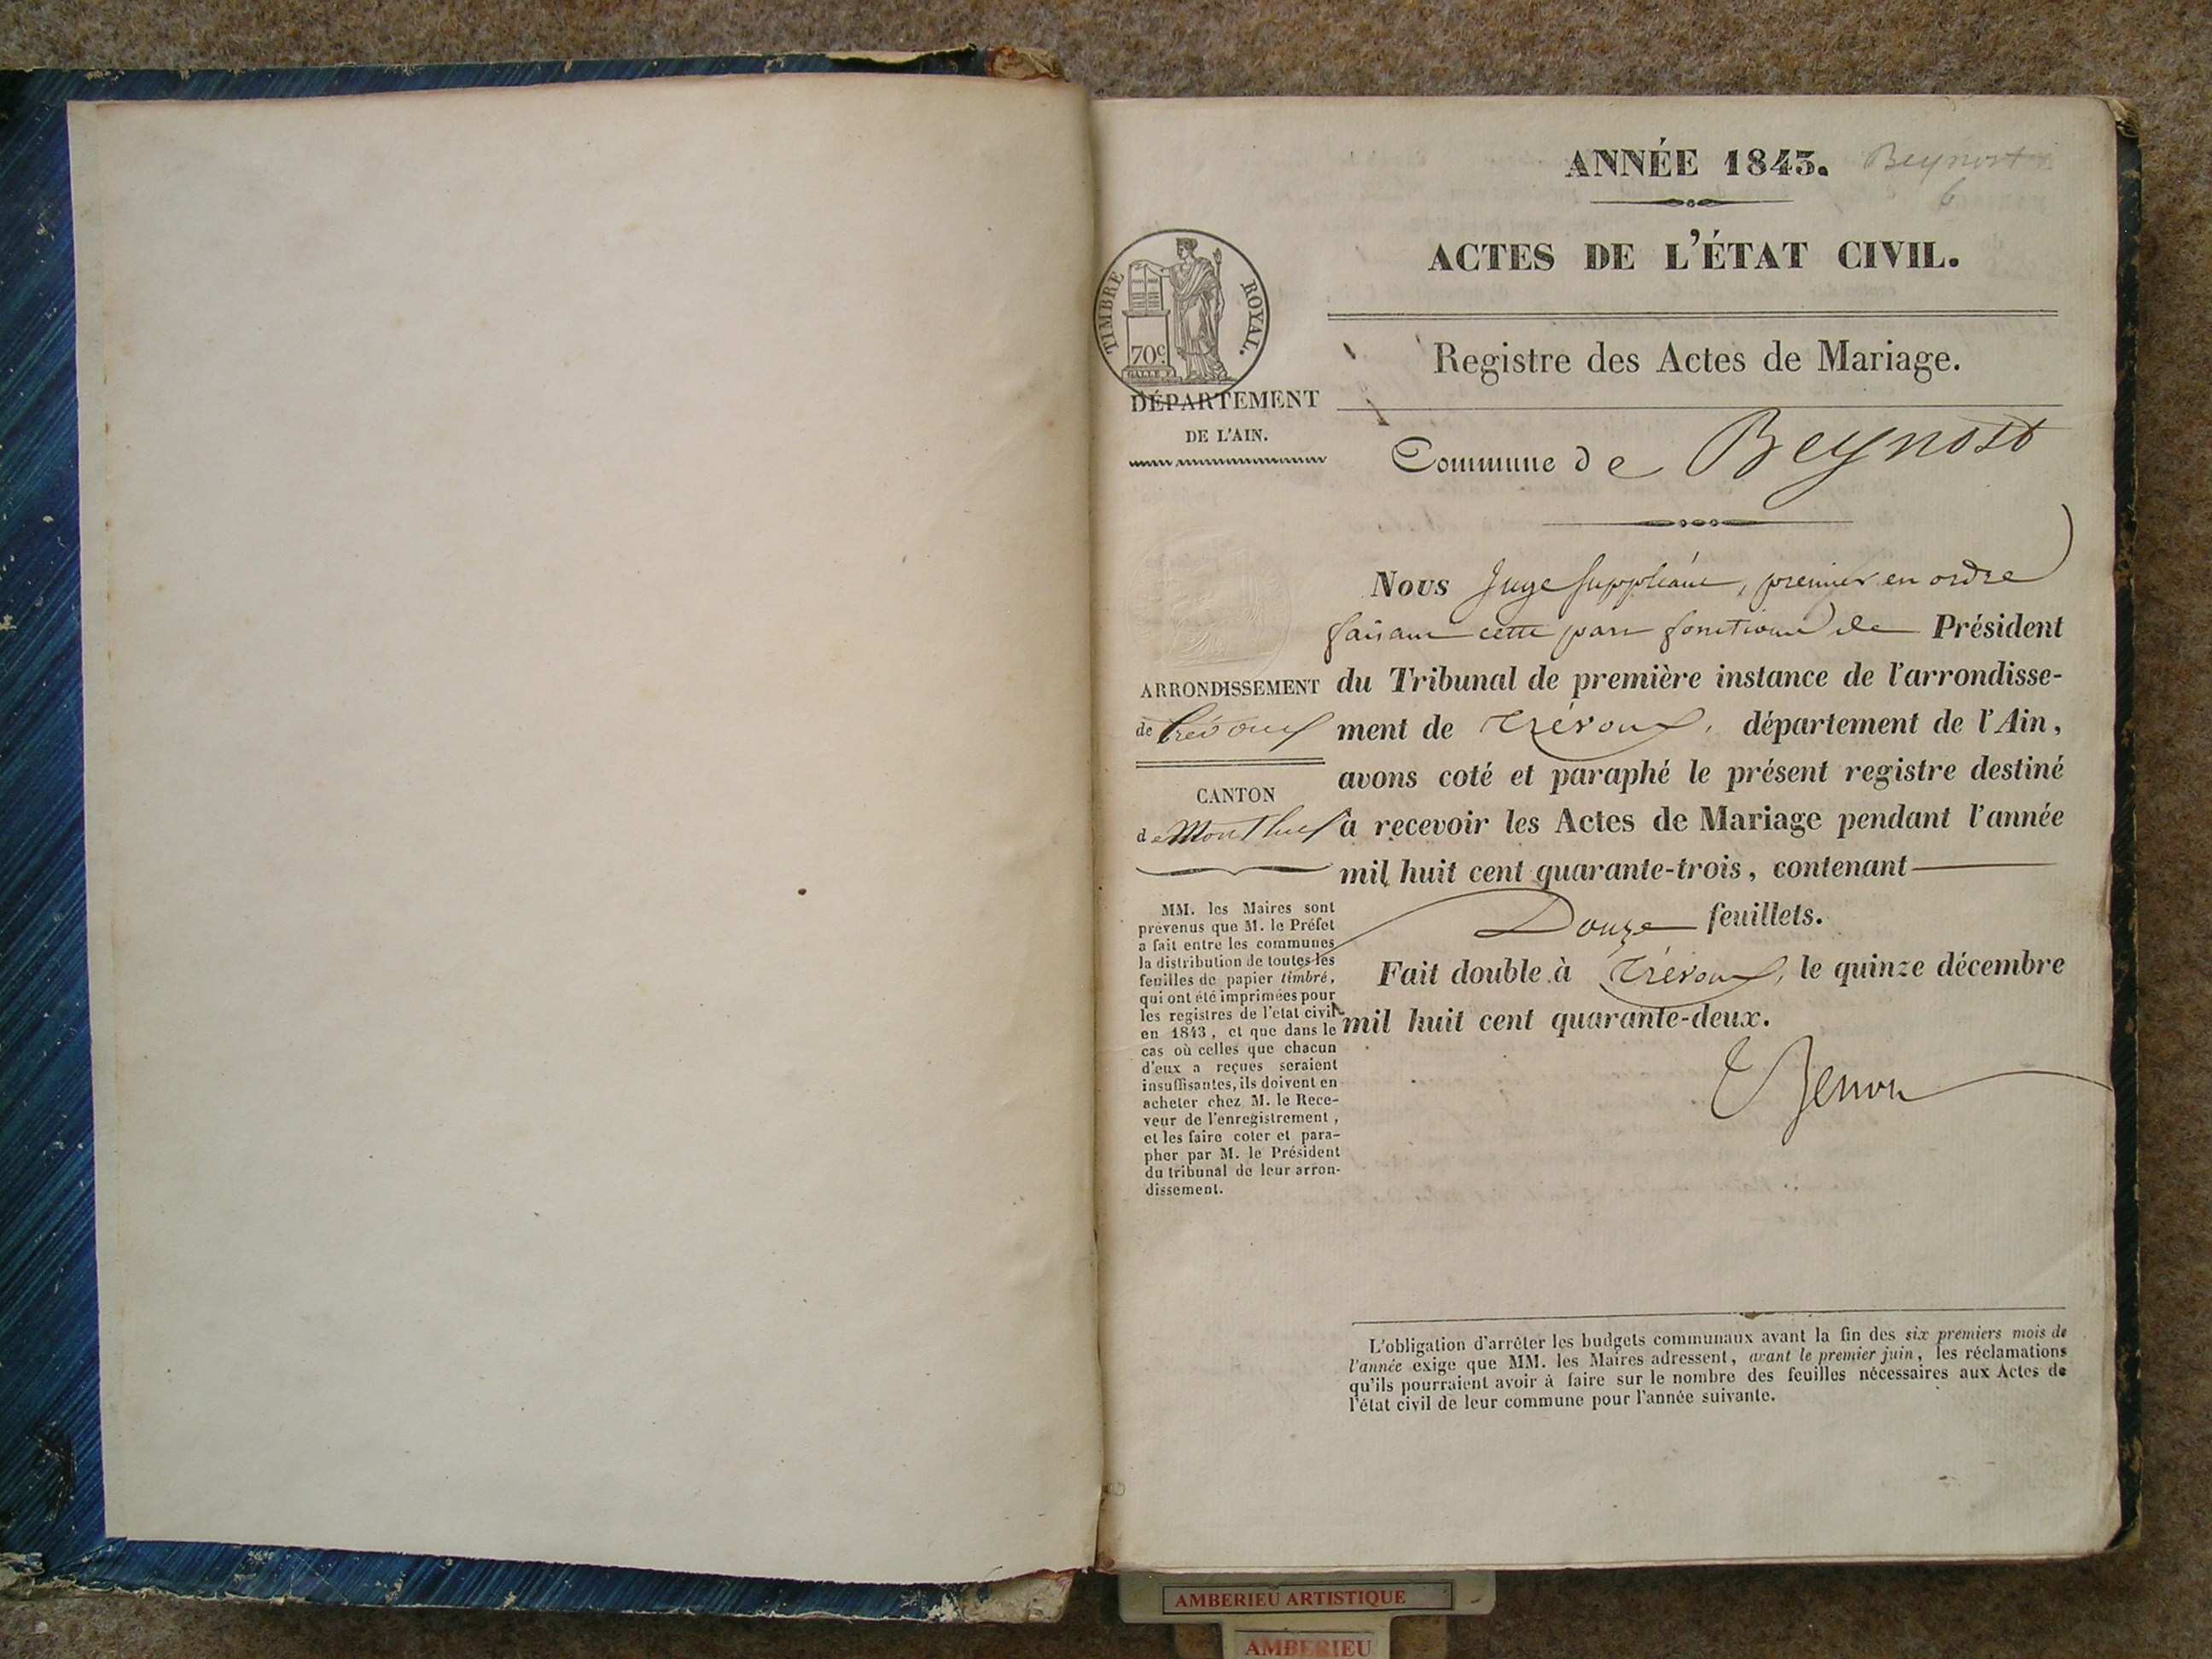 ANNÉE 1843. Beynost
6
ACTES DE L'ÉTAT CIVIL.
TIMBRE ROYAL.
70c
Registre des Actes de Mariage.
DÉPARTEMENT
DE L'AIN.
Commune de Beynost
Nous Juge suppléant, premier en ordre
faisant cette part fonctions de Président
du Tribunal de première instance de l'arrondisse-
ment de Trévoux, département de l'Ain,
avons coté et paraphé le présent registre destiné
à recevoir les Actes de Mariage pendant l'année
mil huit cent quarante-trois, contenant
Douze feuillets.
Fait double à Trévoux, le quinze décembre
mil huit cent quarante-deux.
ARRONDISSEMENT
de Trévoux
CANTON
de Montluel
MM. les Maires sont
prévenus que M. le Préfet
a fait entre les communes
la distribution de toutes les
feuilles de papier timbré,
qui ont été imprimées pour
les registres de l'état civil
en 1843, et que dans le
cas où celles que chacun
d'eux a reçues seraient
insuffisantes, ils doivent en
acheter chez M. le Rece-
veur de l'enregistrement,
et les faire coter et para-
pher par M. le Président
du tribunal de leur arron-
dissement.
L'obligation d'arrêter les budgets communaux avant la fin des six premiers mois de
l'année exige que MM. les Maires adressent, avant le premier juin, les réclamations
qu'ils pourraient avoir à faire sur le nombre des feuilles nécessaires aux Actes de
l'état civil de leur commune pour l'année suivante.
AMBERIEU ARTISTIQUE
AMBERIEU